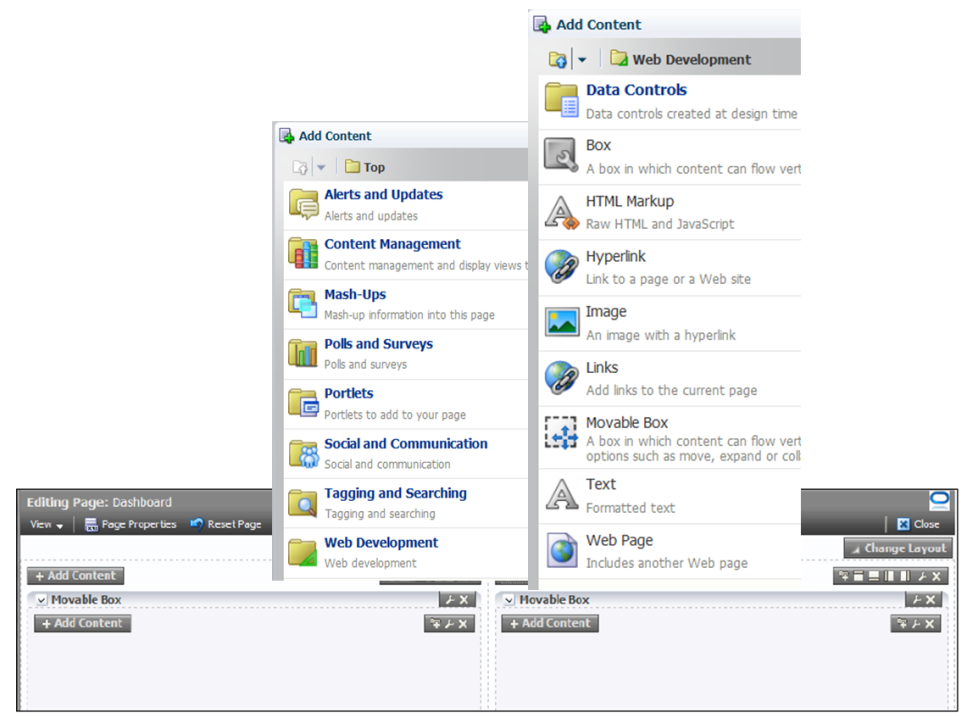 Add Content
Web Development
Data Controls
Data controls created at design time
Box
A box in which content can flow vert
HTML Markup
Raw HTML and JavaScript
Hyperlink
Link to a page or a Web site
Image
An image with a hyperlink
Links
Add links to the current page
Movable Box
A box in which content can flow vert
options such as move, expand or coll
Text
Formatted text
Web Page
Includes another Web page
Add Content
Top
Alerts and Updates
Alerts and updates
Content Management
Content management and display views t
Mash-Ups
Mash-up information into this page
Polls and Surveys
Polls and surveys
Portlets
Portlets to add to your page
Social and Communication
Social and communication
Tagging and Searching
Tagging and searching
Web Development
Web development
Editing Page: Dashboard
View Page Properties Reset Page Close
Change Layout
+ Add Content
Movable Box Movable Box
+ Add Content + Add Content